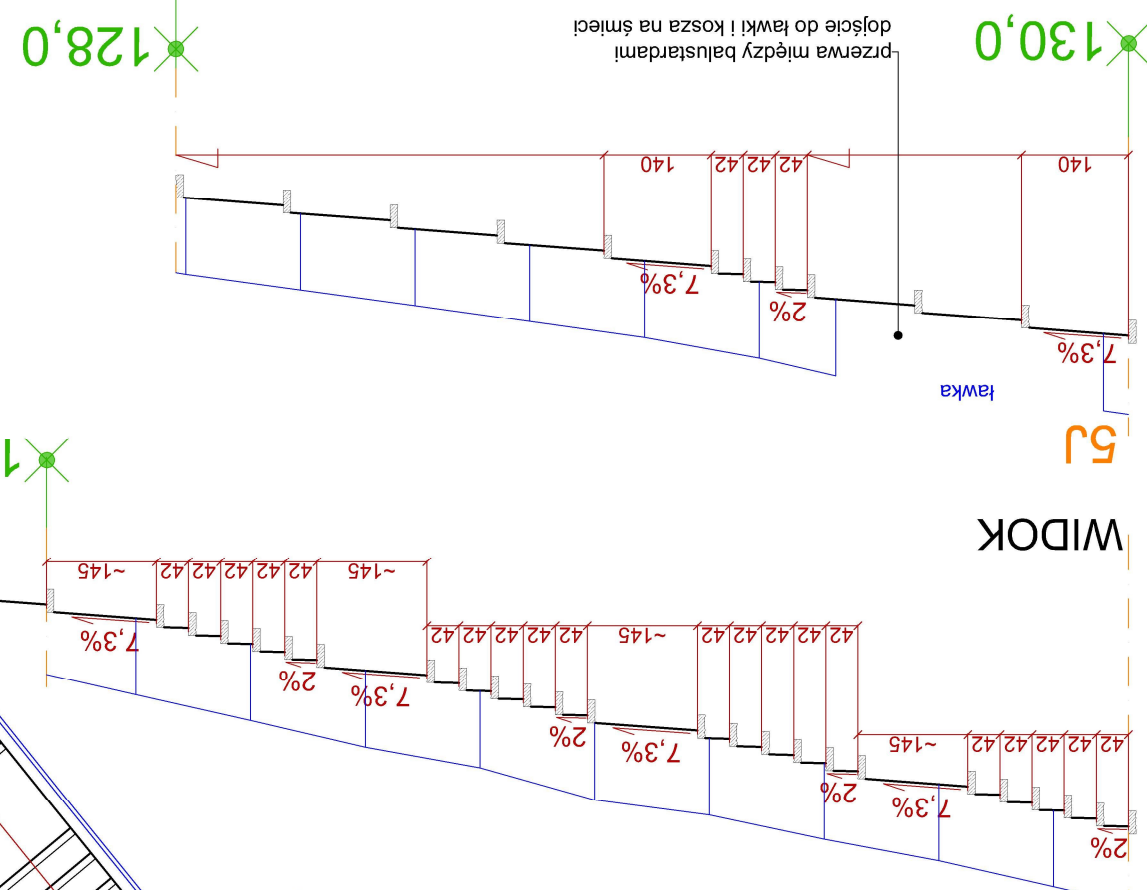 2%
7,3%
2%
42 42 42 42 42 ~145
7,3%
2%
7,3%
2%
42 42 42 42 42 ~145 42 42 42 42 42
7,3%
~145 42 42 42 42 42 ~145
WIDOK
5J
1
ławka
7,3%
2%
7,3%
140 42 42 42 140
przerwa między balustardami
dojście do ławki i kosza na śmieci
130,0
128,0